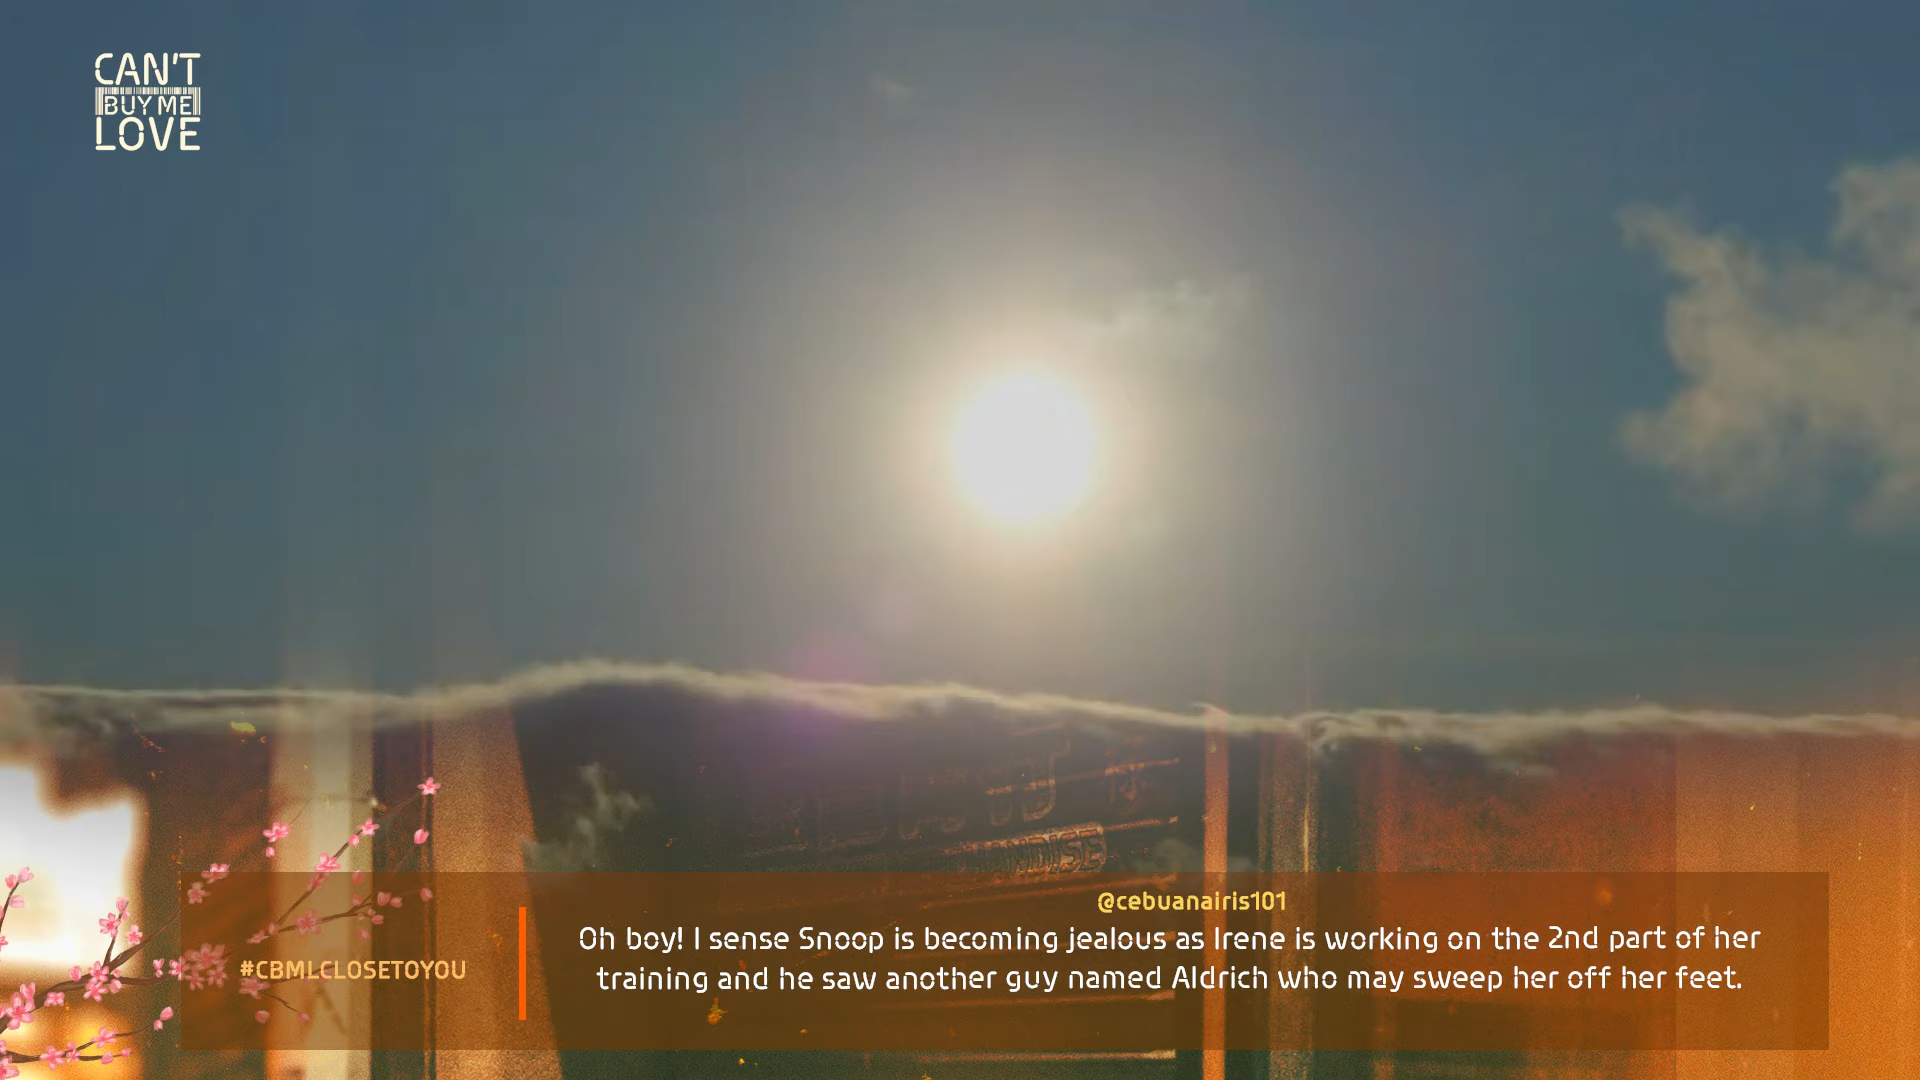 CAN'T
BUY ME
LOVE
@cebuanairis101
Oh boy! I sense Snoop is becoming jealous as Irene is working on the 2nd part of her
training and he saw another guy named Aldrich who may sweep her off her feet.
#CBMLCLOSETOYOU